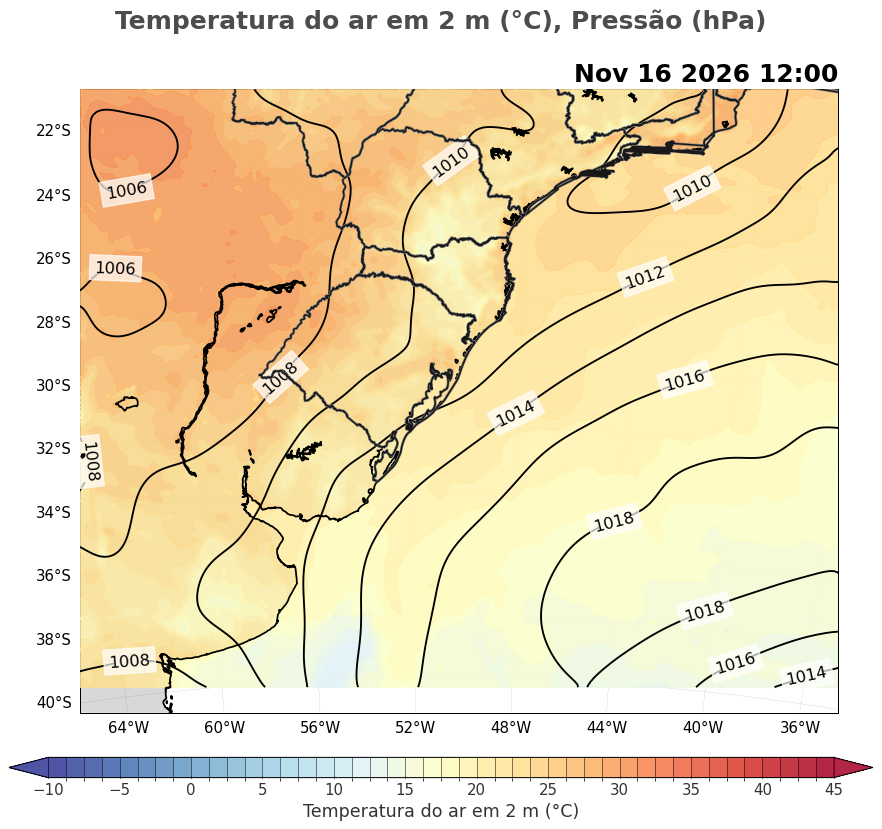 Temperatura do ar em 2 m (°C), Pressão (hPa)
Nov 16 2026 12:00
22°S
24°S
26°S
28°S
30°S
32°S
34°S
36°S
38°S
40°S
1006
1010
1010
1006
1012
1008
1016
1014
1008
1018
1018
1008
1016
1014
64°W
60°W
56°W
52°W
48°W
44°W
40°W
36°W
−10
−5
0
5
10
15
20
25
30
35
40
45
Temperatura do ar em 2 m (°C)